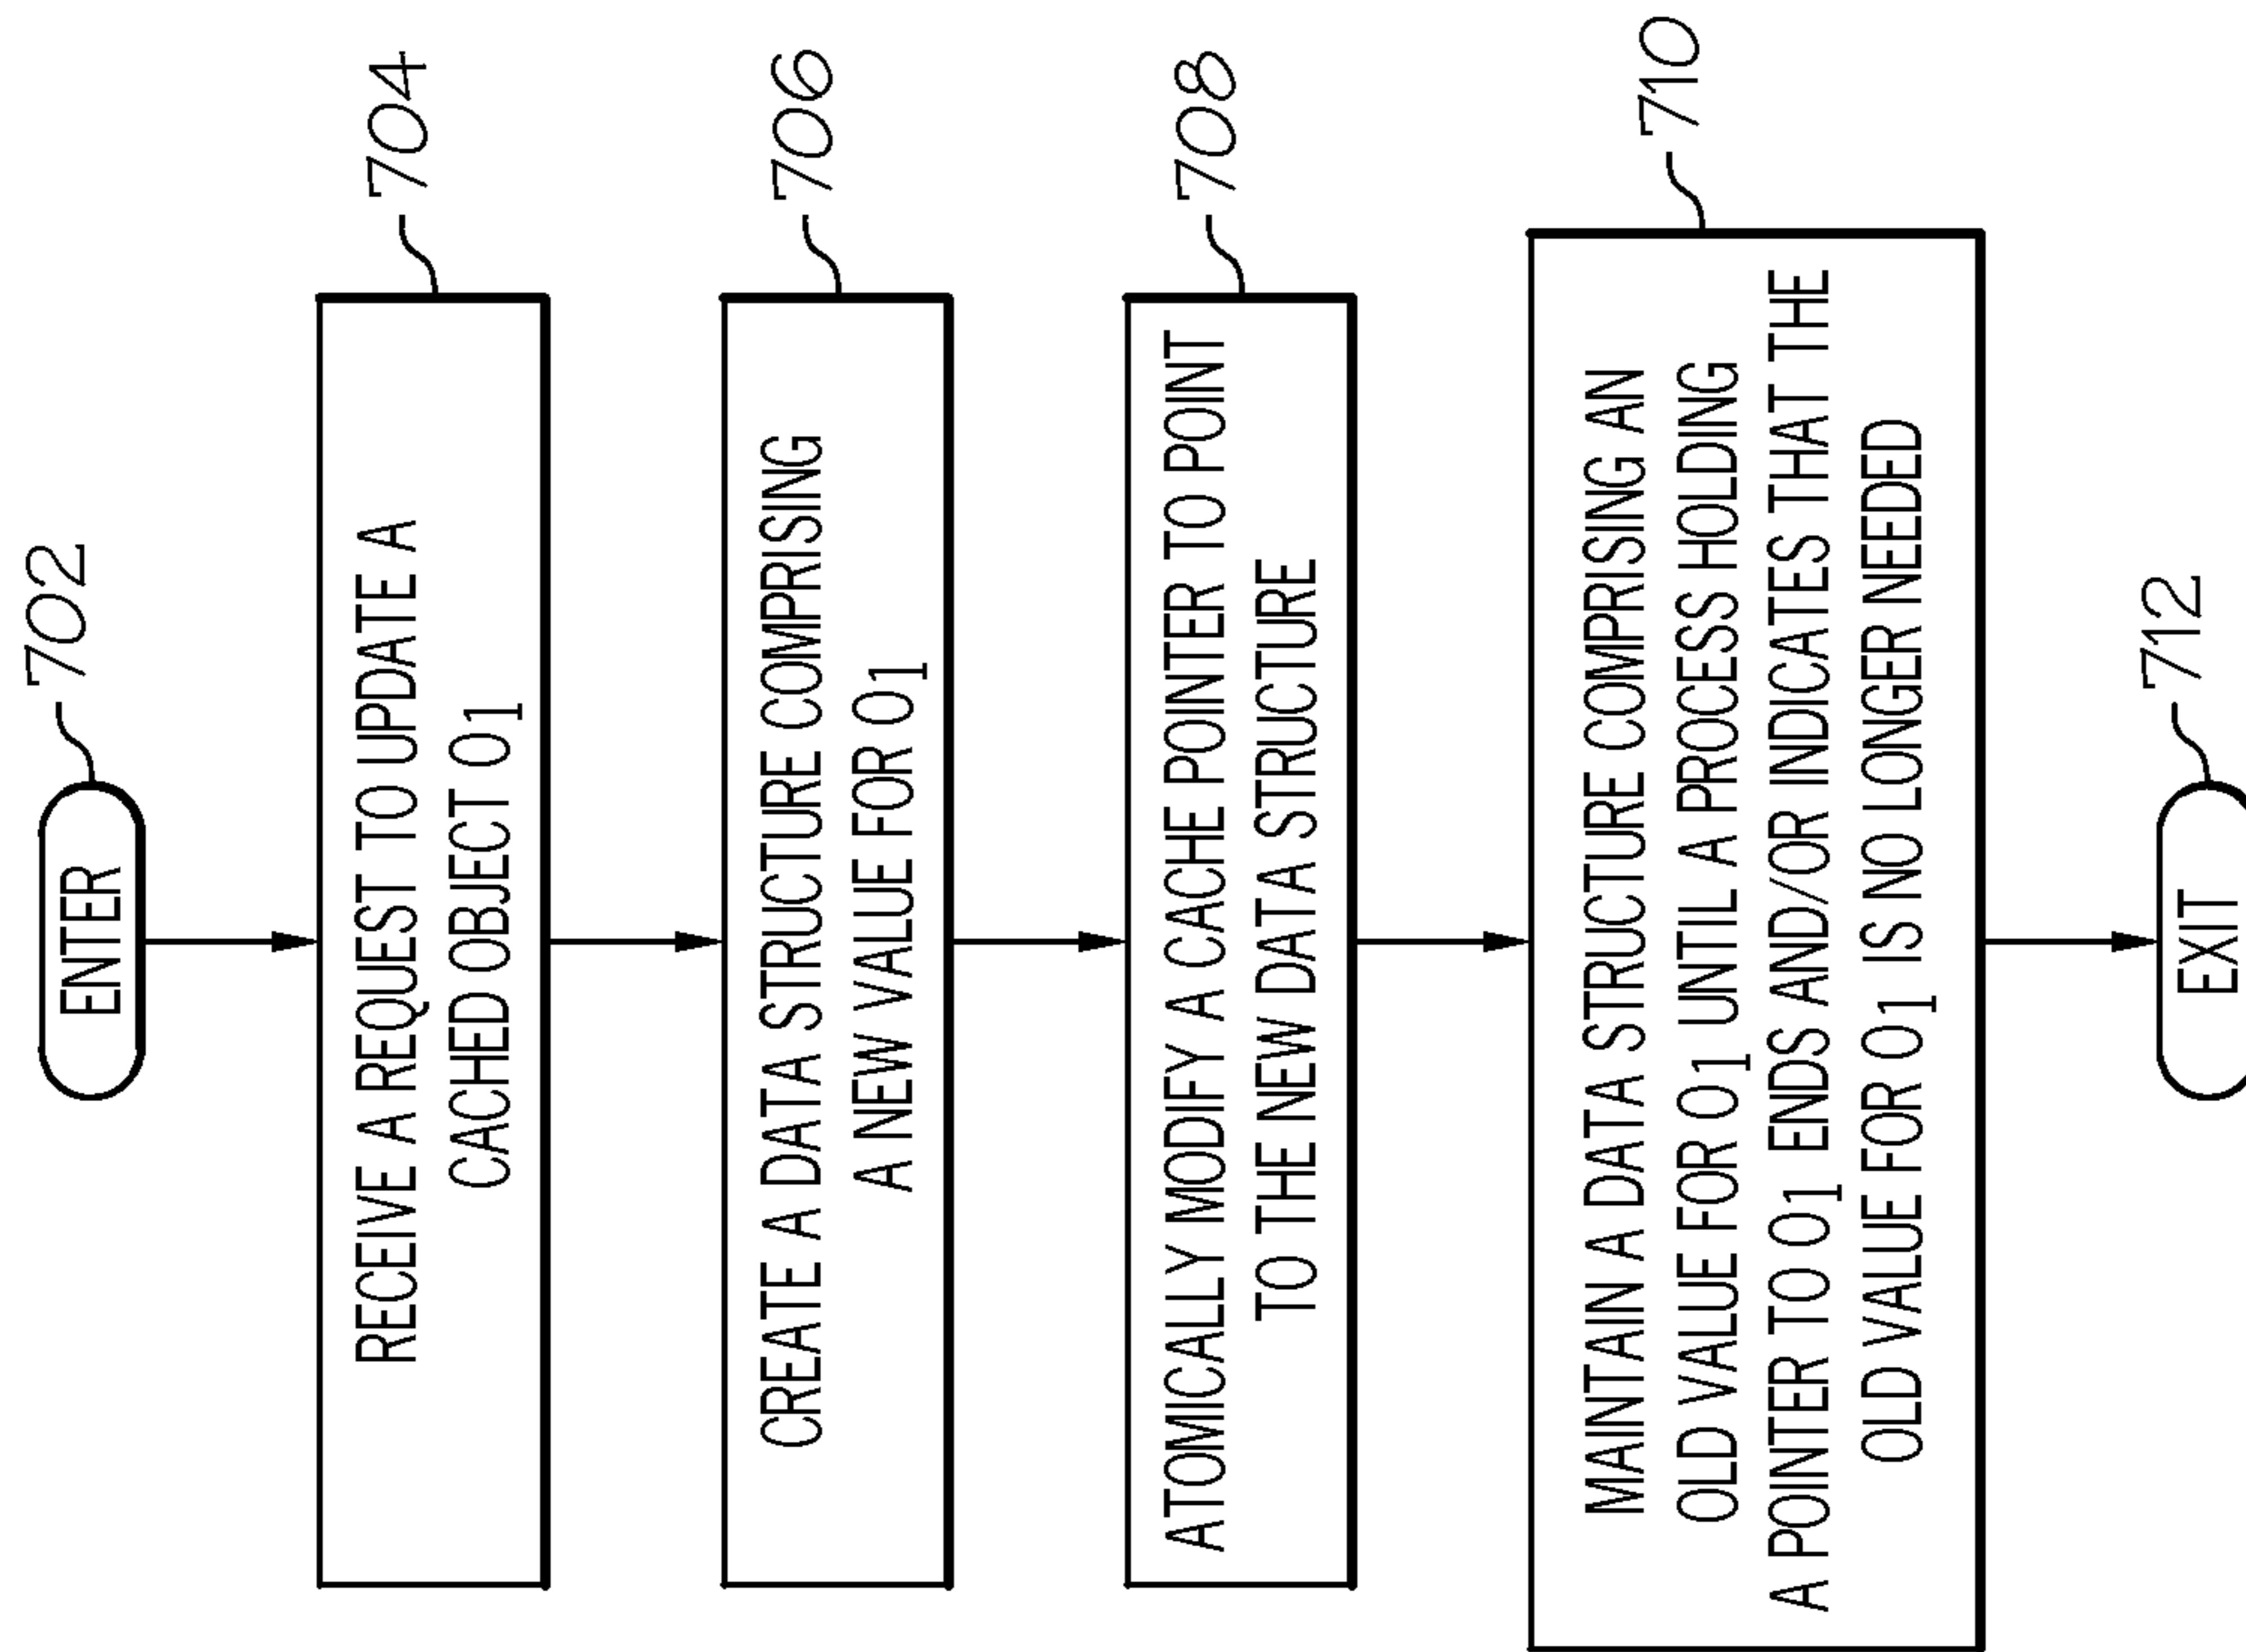 702
ENTER
704
RECEIVE A REQUEST TO UPDATE A
CACHED OBJECT O1
706
CREATE A DATA STRUCTURE COMPRISING
A NEW VALUE FOR O1
708
ATOMICALLY MODIFY A CACHE POINTER TO POINT
TO THE NEW DATA STRUCTURE
710
MAINTAIN A DATA STRUCTURE COMPRISING AN
OLD VALUE FOR O1 UNTIL A PROCESS HOLDING
A POINTER TO O1 ENDS AND/OR INDICATES THAT THE
OLD VALUE FOR O1 IS NO LONGER NEEDED
712
EXIT